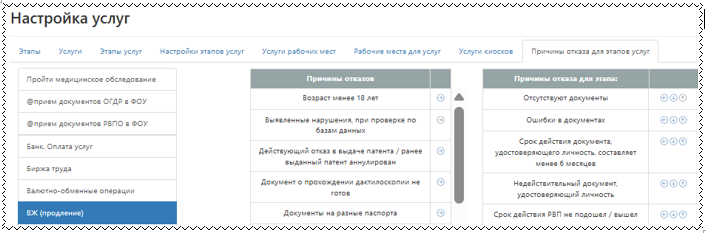 Настройка услуг
Этапы Услуги Этапы услуг Настройки этапов услуг Услуги рабочих мест Рабочие места для услуг Услуги киосков Причины отказа для этапов услуг
Пройти медицинское обследование
@прием документов ОГДР в ФОУ
@прием документов РВПО в ФОУ
Банк. Оплата услуг
Биржа труда
Валютно-обменные операции
ВЖ (продление)
Причины отказов
Возраст менее 18 лет
Выявленные нарушения, при проверке по
базам данных
Действующий отказ в выдаче патента / ранее
выданный патент аннулирован
Документ о прохождении дактилоскопии не
готов
Документы на разные паспорта
Причины отказа для этапа:
Отсутствуют документы
Ошибки в документах
Срок действия документа,
удостоверяющего личность, составляет
менее 6 месяцев
Недействительный документ,
удостоверяющий личность
Срок действия РВП не подошел / вышел